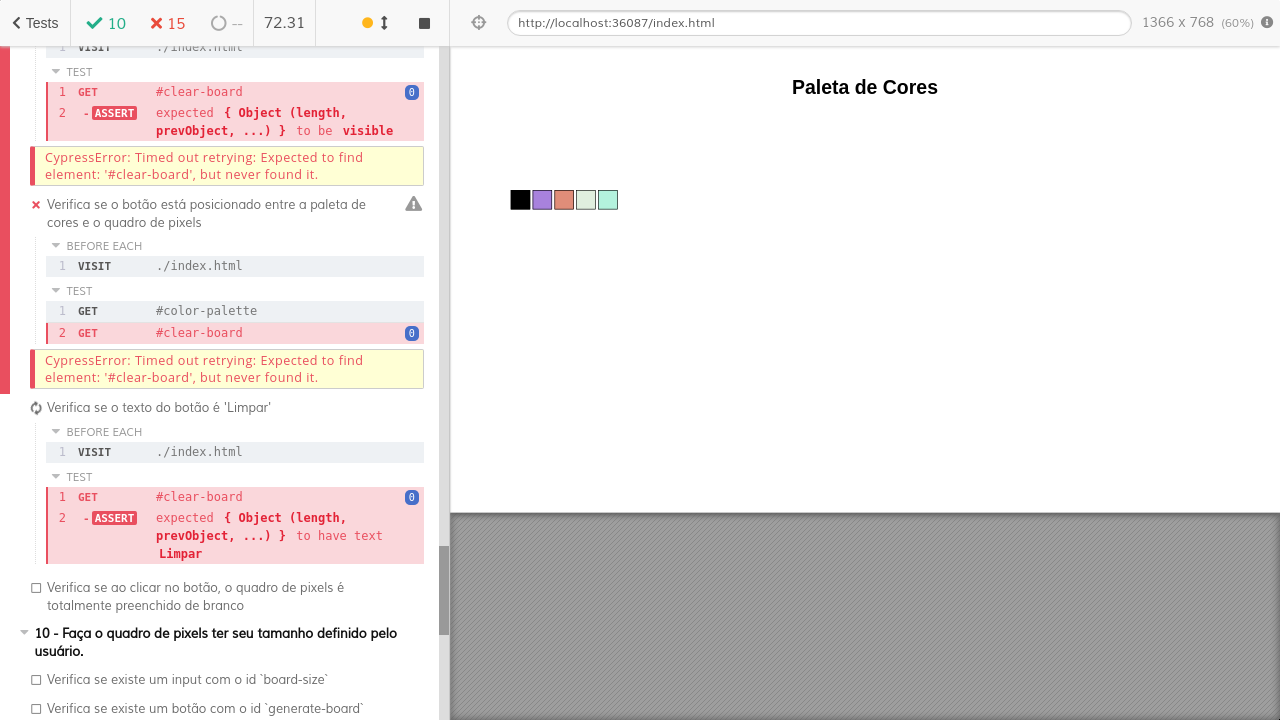 Tests 10 15 -- 72.31 http://localhost:36087/index.html 1366 x 768 (60%)
1 VISIT ./index.html
TEST
1 GET #clear-board 0
2 -ASSERT expected { Object (length,
prevObject, ...) } to be visible
CypressError: Timed out retrying: Expected to find
element: '#clear-board', but never found it.
Verifica se o botão está posicionado entre a paleta de
cores e o quadro de pixels
BEFORE EACH
1 VISIT ./index.html
TEST
1 GET #color-palette
2 GET #clear-board 0
CypressError: Timed out retrying: Expected to find
element: '#clear-board', but never found it.
Verifica se o texto do botão é 'Limpar'
BEFORE EACH
1 VISIT ./index.html
TEST
1 GET #clear-board 0
2 -ASSERT expected { Object (length,
prevObject, ...) } to have text
Limpar
Verifica se ao clicar no botão, o quadro de pixels é
totalmente preenchido de branco
10 - Faça o quadro de pixels ter seu tamanho definido pelo
usuário.
Verifica se existe um input com o id `board-size`
Verifica se existe um botão com o id `generate-board`
Paleta de Cores